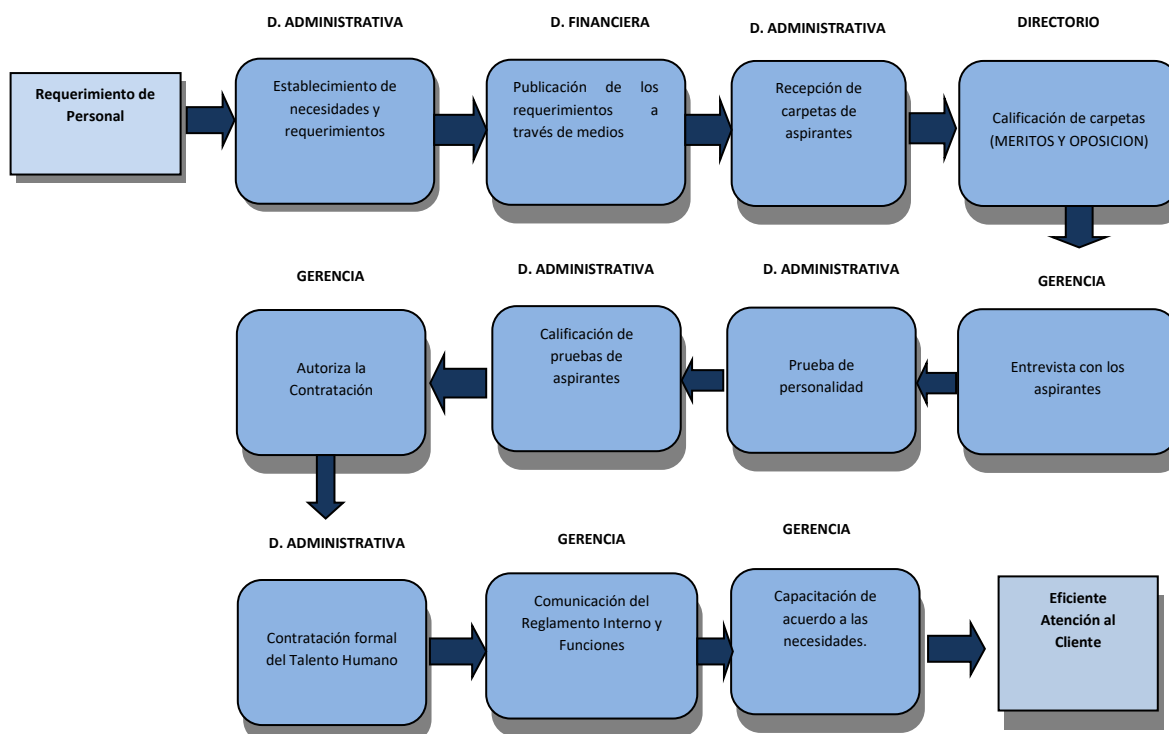 D. ADMINISTRATIVA
D. FINANCIERA
D. ADMINISTRATIVA
DIRECTORIO
Requerimiento de
Personal
Establecimiento de
necesidades y
requerimientos
Publicación de los
requerimientos a
través de medios
Recepción de
carpetas de
aspirantes
Calificación de carpetas
(MERITOS Y OPOSICION)
GERENCIA
D. ADMINISTRATIVA
D. ADMINISTRATIVA
GERENCIA
Autoriza la
Contratación
Calificación de
pruebas de
aspirantes
Prueba de
personalidad
Entrevista con los
aspirantes
D. ADMINISTRATIVA
GERENCIA
GERENCIA
Contratación formal
del Talento Humano
Comunicación del
Reglamento Interno y
Funciones
Capacitación de
acuerdo a las
necesidades.
Eficiente
Atención al
Cliente